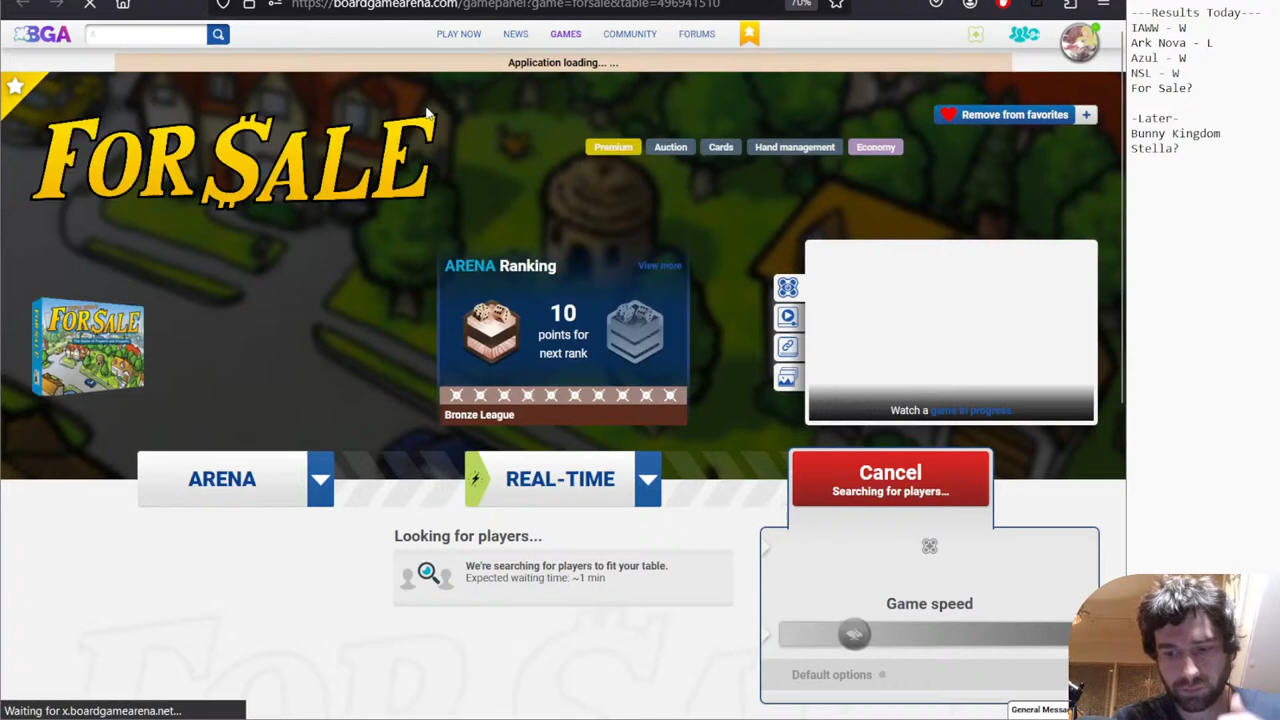 https://boardgamearena.com/gamepanel?game=forsale&table=496941510
70%
BGA
PLAY NOW
NEWS
GAMES
COMMUNITY
FORUMS
Application loading... ...
FOR $ALE
Remove from favorites
+
Premium
Auction
Cards
Hand management
Economy
ARENA Ranking
View more
10
points for
next rank
Bronze League
FOR SALE
Watch a game in progress
ARENA
REAL-TIME
Cancel
Searching for players...
Looking for players...
We're searching for players to fit your table.
Expected waiting time: ~1 min
Game speed
Default options
Waiting for x.boardgamearena.net...
General Messa
---Results Today---
IAWW - W
Ark Nova - L
Azul - W
NSL - W
For Sale?
-Later-
Bunny Kingdom
Stella?